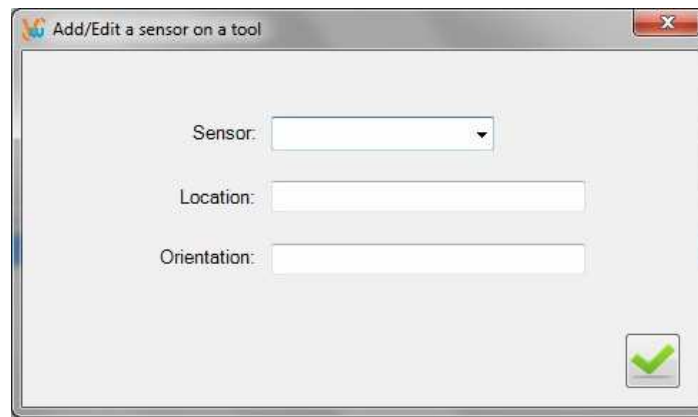 Add/Edit a sensor on a tool
Sensor:
Location:
Orientation: